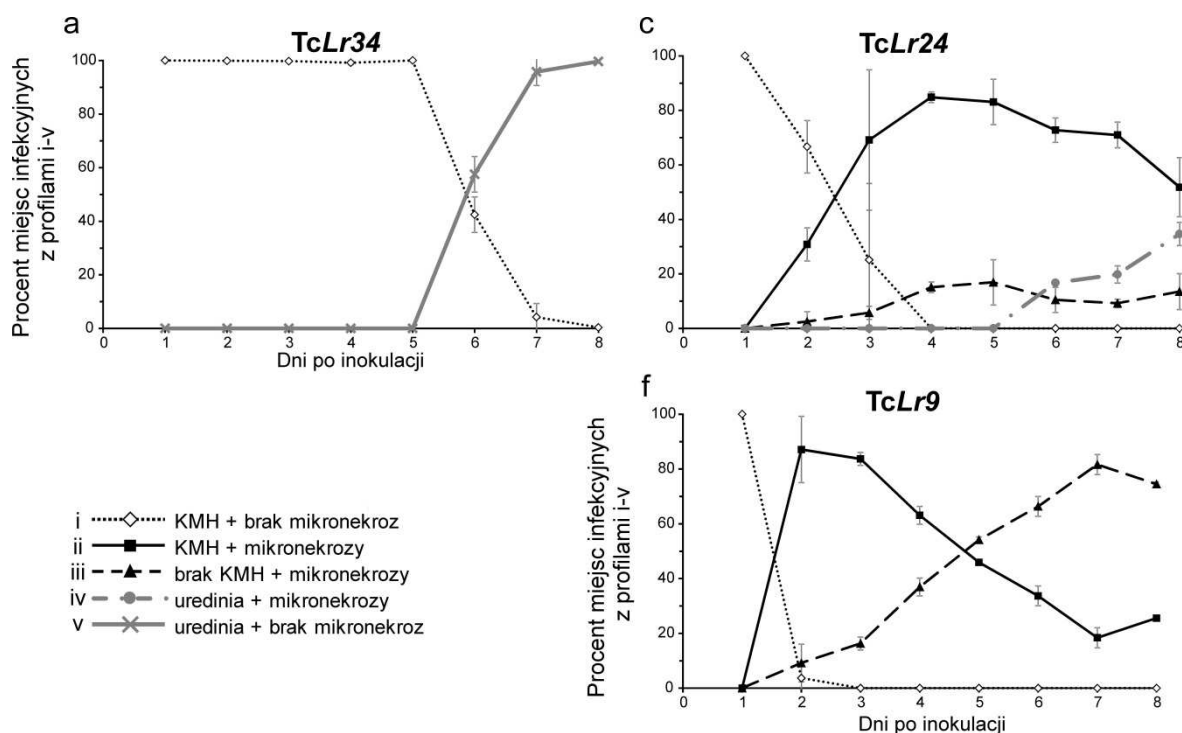 a
TcLr34
Procent miejsc infekcyjnych
z profilami i-v
100
80
60
40
20
0
0 1 2 3 4 5 6 7 8
Dni po inokulacji
c
TcLr24
100
80
60
40
20
0
0 1 2 3 4 5 6 7 8
f
TcLr9
Procent miejsc infekcyjnych
z profilami i-v
100
80
60
40
20
0
0 1 2 3 4 5 6 7 8
Dni po inokulacji
i KMH + brak mikronekroz
ii KMH + mikronekrozy
iii brak KMH + mikronekrozy
iv uredinia + mikronekrozy
v uredinia + brak mikronekroz